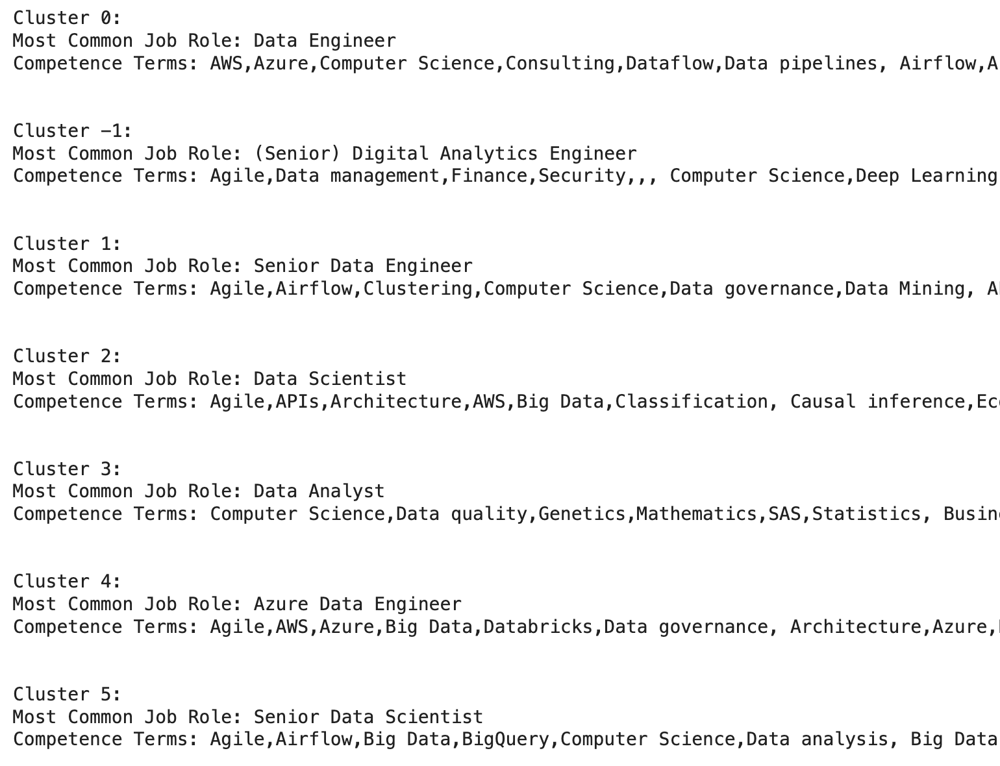 Cluster 0:
Most Common Job Role: Data Engineer
Competence Terms: AWS,Azure,Computer Science,Consulting,Dataflow,Data pipelines, Airflow,A
Cluster -1:
Most Common Job Role: (Senior) Digital Analytics Engineer
Competence Terms: Agile,Data management,Finance,Security,,, Computer Science,Deep Learning
Cluster 1:
Most Common Job Role: Senior Data Engineer
Competence Terms: Agile,Airflow,Clustering,Computer Science,Data governance,Data Mining, A
Cluster 2:
Most Common Job Role: Data Scientist
Competence Terms: Agile,APIs,Architecture,AWS,Big Data,Classification, Causal inference,Ec
Cluster 3:
Most Common Job Role: Data Analyst
Competence Terms: Computer Science,Data quality,Genetics,Mathematics,SAS,Statistics, Busin
Cluster 4:
Most Common Job Role: Azure Data Engineer
Competence Terms: Agile,AWS,Azure,Big Data,Databricks,Data governance, Architecture,Azure,
Cluster 5:
Most Common Job Role: Senior Data Scientist
Competence Terms: Agile,Airflow,Big Data,BigQuery,Computer Science,Data analysis, Big Data